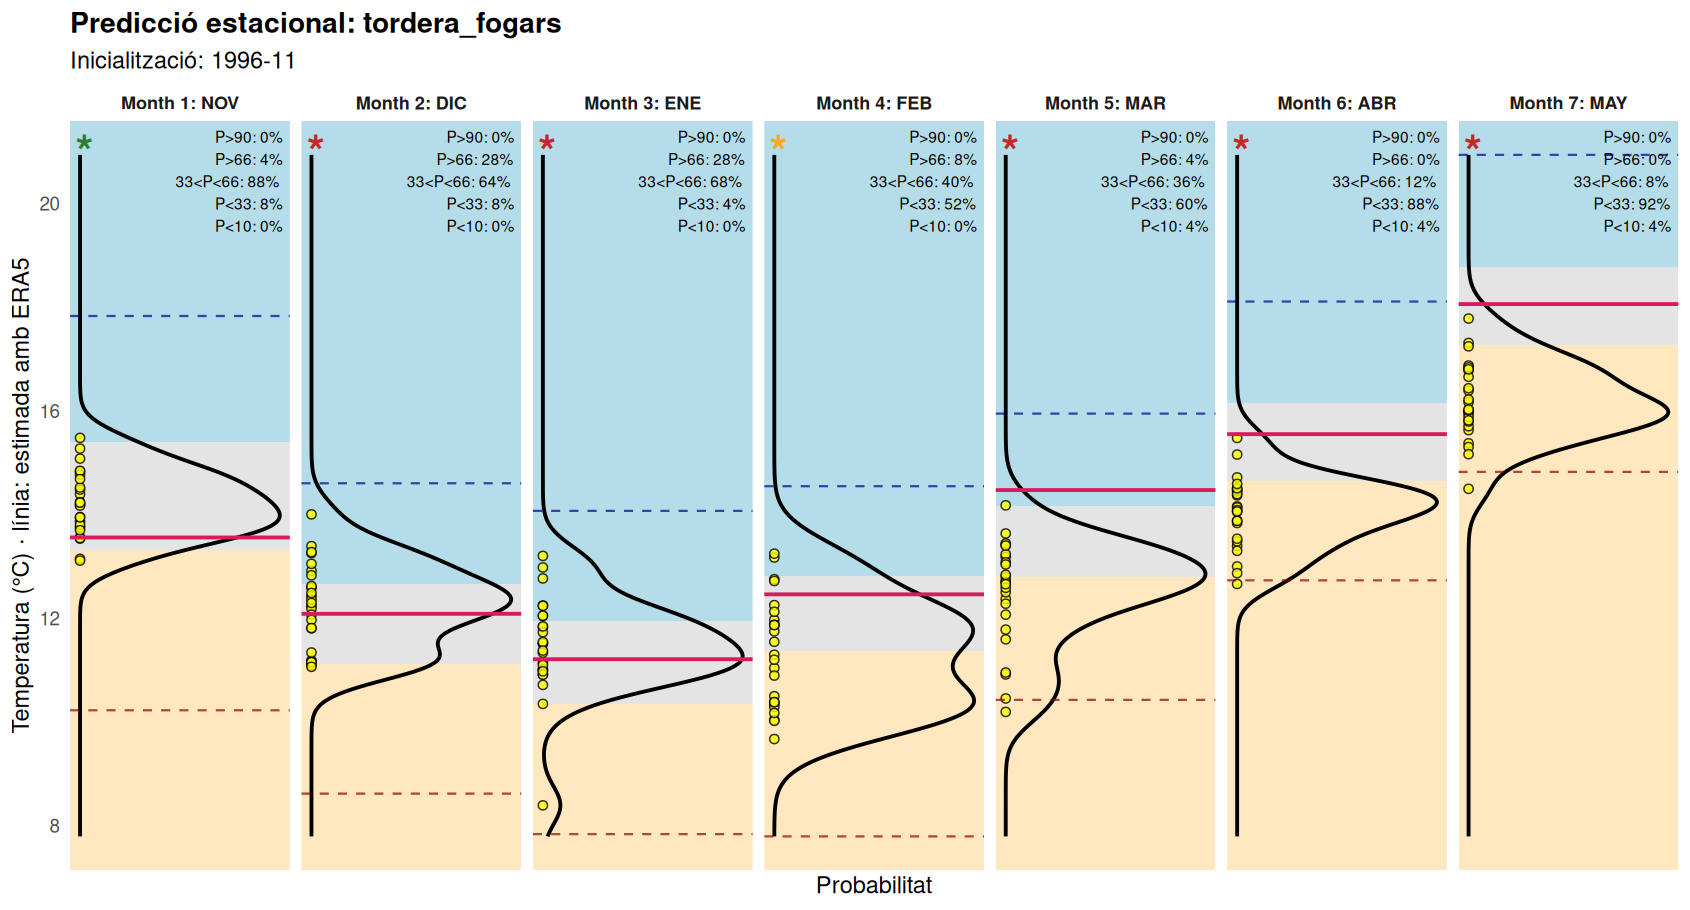 Predicció estacional: tordera_fogars
Inicialització: 1996-11
Month 1: NOV
Month 2: DIC
Month 3: ENE
Month 4: FEB
Month 5: MAR
Month 6: ABR
Month 7: MAY
*
P>90: 0%
P>66: 4%
33<P<66: 88%
P<33: 8%
P<10: 0%
*
P>90: 0%
P>66: 28%
33<P<66: 64%
P<33: 8%
P<10: 0%
*
P>90: 0%
P>66: 28%
33<P<66: 68%
P<33: 4%
P<10: 0%
*
P>90: 0%
P>66: 8%
33<P<66: 40%
P<33: 52%
P<10: 0%
*
P>90: 0%
P>66: 4%
33<P<66: 36%
P<33: 60%
P<10: 4%
*
P>90: 0%
P>66: 0%
33<P<66: 12%
P<33: 88%
P<10: 4%
*
P>90: 0%
P>66: 0%
33<P<66: 8%
P<33: 92%
P<10: 4%
20
16
12
8
Temperatura (°C) · línia: estimada amb ERA5
Probabilitat